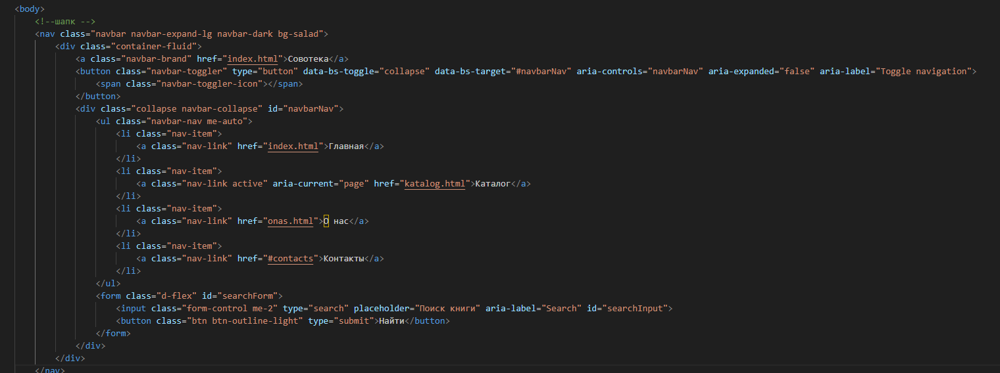 <body>
<!--шапк -->
<nav class="navbar navbar-expand-lg navbar-dark bg-salad">
<div class="container-fluid">
<a class="navbar-brand" href="index.html">Совотека</a>
<button class="navbar-toggler" type="button" data-bs-toggle="collapse" data-bs-target="#navbarNav" aria-controls="navbarNav" aria-expanded="false" aria-label="Toggle navigation">
<span class="navbar-toggler-icon"></span>
</button>
<div class="collapse navbar-collapse" id="navbarNav">
<ul class="navbar-nav me-auto">
<li class="nav-item">
<a class="nav-link" href="index.html">Главная</a>
</li>
<li class="nav-item">
<a class="nav-link active" aria-current="page" href="katalog.html">Каталог</a>
</li>
<li class="nav-item">
<a class="nav-link" href="onas.html">О нас</a>
</li>
<li class="nav-item">
<a class="nav-link" href="#contacts">Контакты</a>
</li>
</ul>
<form class="d-flex" id="searchForm">
<input class="form-control me-2" type="search" placeholder="Поиск книги" aria-label="Search" id="searchInput">
<button class="btn btn-outline-light" type="submit">Найти</button>
</form>
</div>
</div>
</nav>